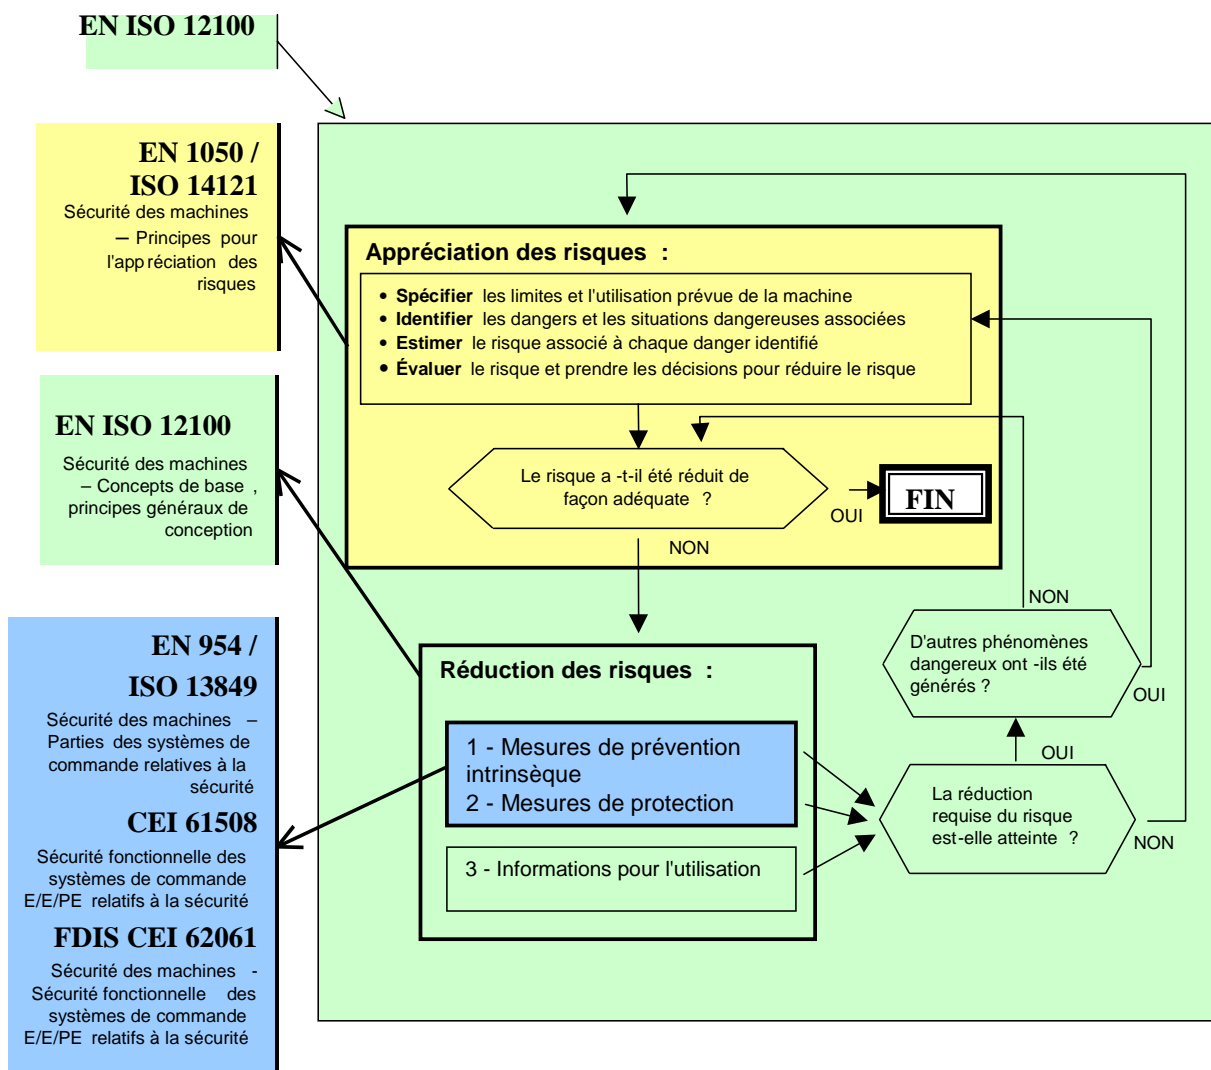 EN ISO 12100
EN 1050 /
ISO 14121
Sécurité des machines
– Principes pour
l'app réciation des
risques
EN ISO 12100
Sécurité des machines
– Concepts de base ,
principes généraux de
conception
EN 954 /
ISO 13849
Sécurité des machines –
Parties des systèmes de
commande relatives à la
sécurité
CEI 61508
Sécurité fonctionnelle des
systèmes de commande
E/E/PE relatifs à la sécurité
FDIS CEI 62061
Sécurité des machines -
Sécurité fonctionnelle des
systèmes de commande
E/E/PE relatifs à la sécurité
Appréciation des risques :
• Spécifier les limites et l'utilisation prévue de la machine
• Identifier les dangers et les situations dangereuses associées
• Estimer le risque associé à chaque danger identifié
• Évaluer le risque et prendre les décisions pour réduire le risque
Le risque a -t-il été réduit de
façon adéquate ?
OUI
FIN
NON
Réduction des risques :
1 - Mesures de prévention
intrinsèque
2 - Mesures de protection
3 - Informations pour l'utilisation
NON
D'autres phénomènes
dangereux ont -ils été
générés ?
OUI
OUI
La réduction
requise du risque
est-elle atteinte ?
NON